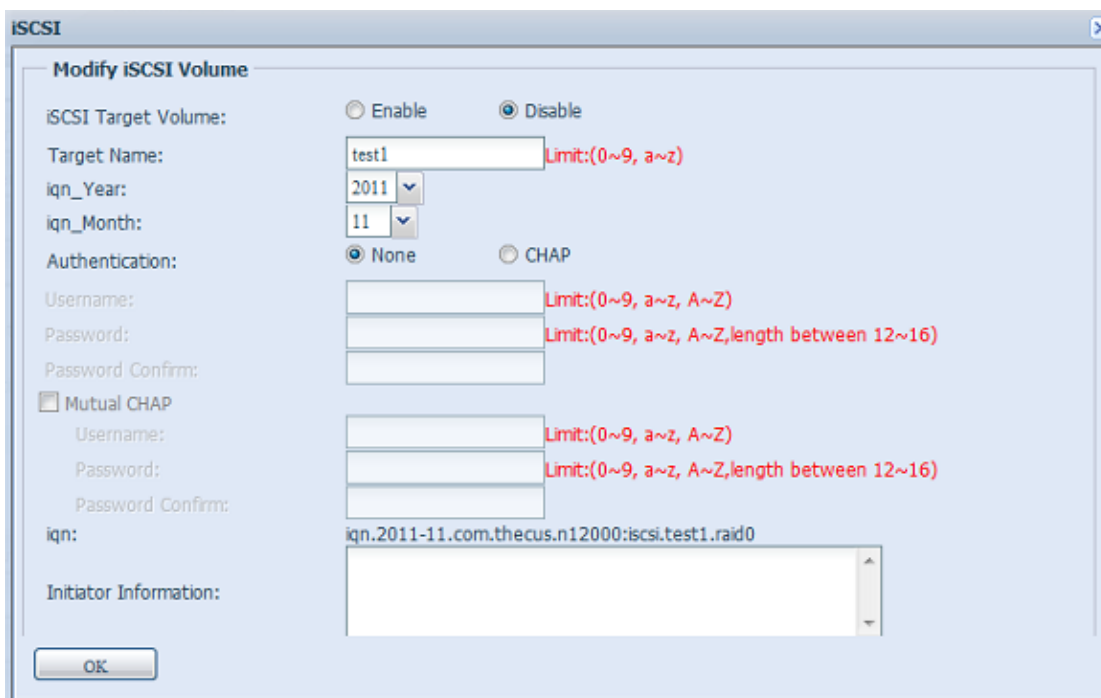 iSCSI
Modify iSCSI Volume
iSCSI Target Volume: Enable Disable
Target Name: test1 Limit:(0~9, a~z)
iqn_Year: 2011
iqn_Month: 11
Authentication: None CHAP
Username: Limit:(0~9, a~z, A~Z)
Password: Limit:(0~9, a~z, A~Z,length between 12~16)
Password Confirm:
Mutual CHAP
Username: Limit:(0~9, a~z, A~Z)
Password: Limit:(0~9, a~z, A~Z,length between 12~16)
Password Confirm:
iqn: iqn.2011-11.com.thecus.n12000:iscsi.test1.raid0
Initiator Information:
OK